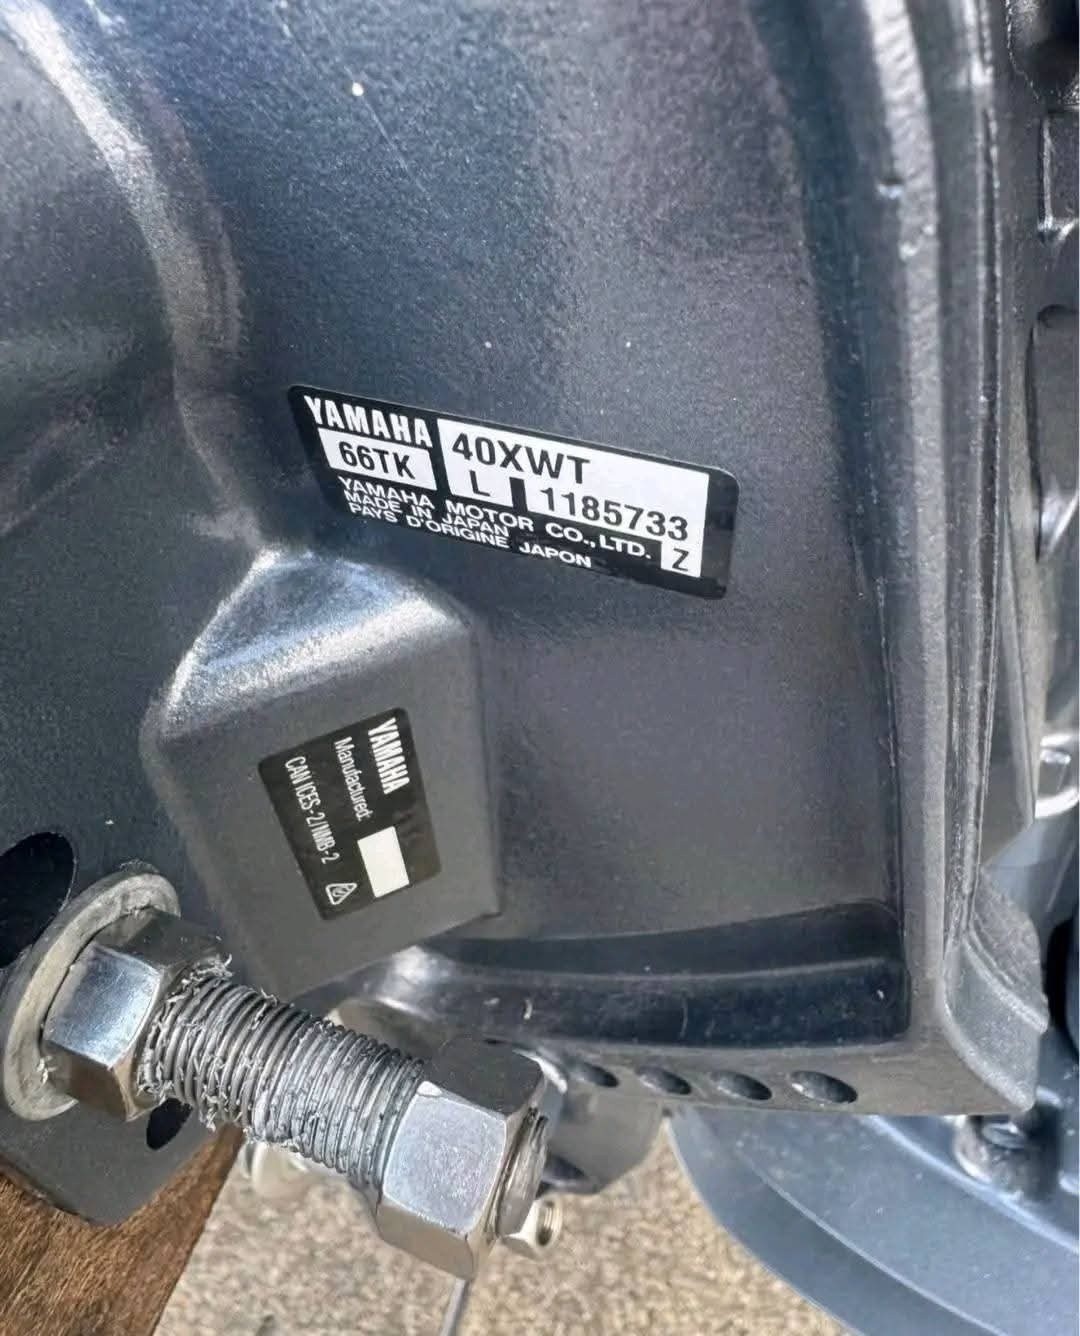 YAMAHA
40XWT
66TK
L 1185733
YAMAHA MOTOR CO.,LTD.
MADE IN JAPAN
PAYS D'ORIGINE JAPON
Z
YAMAHA
Manufactured:
CAN ICES-2/NMB-2